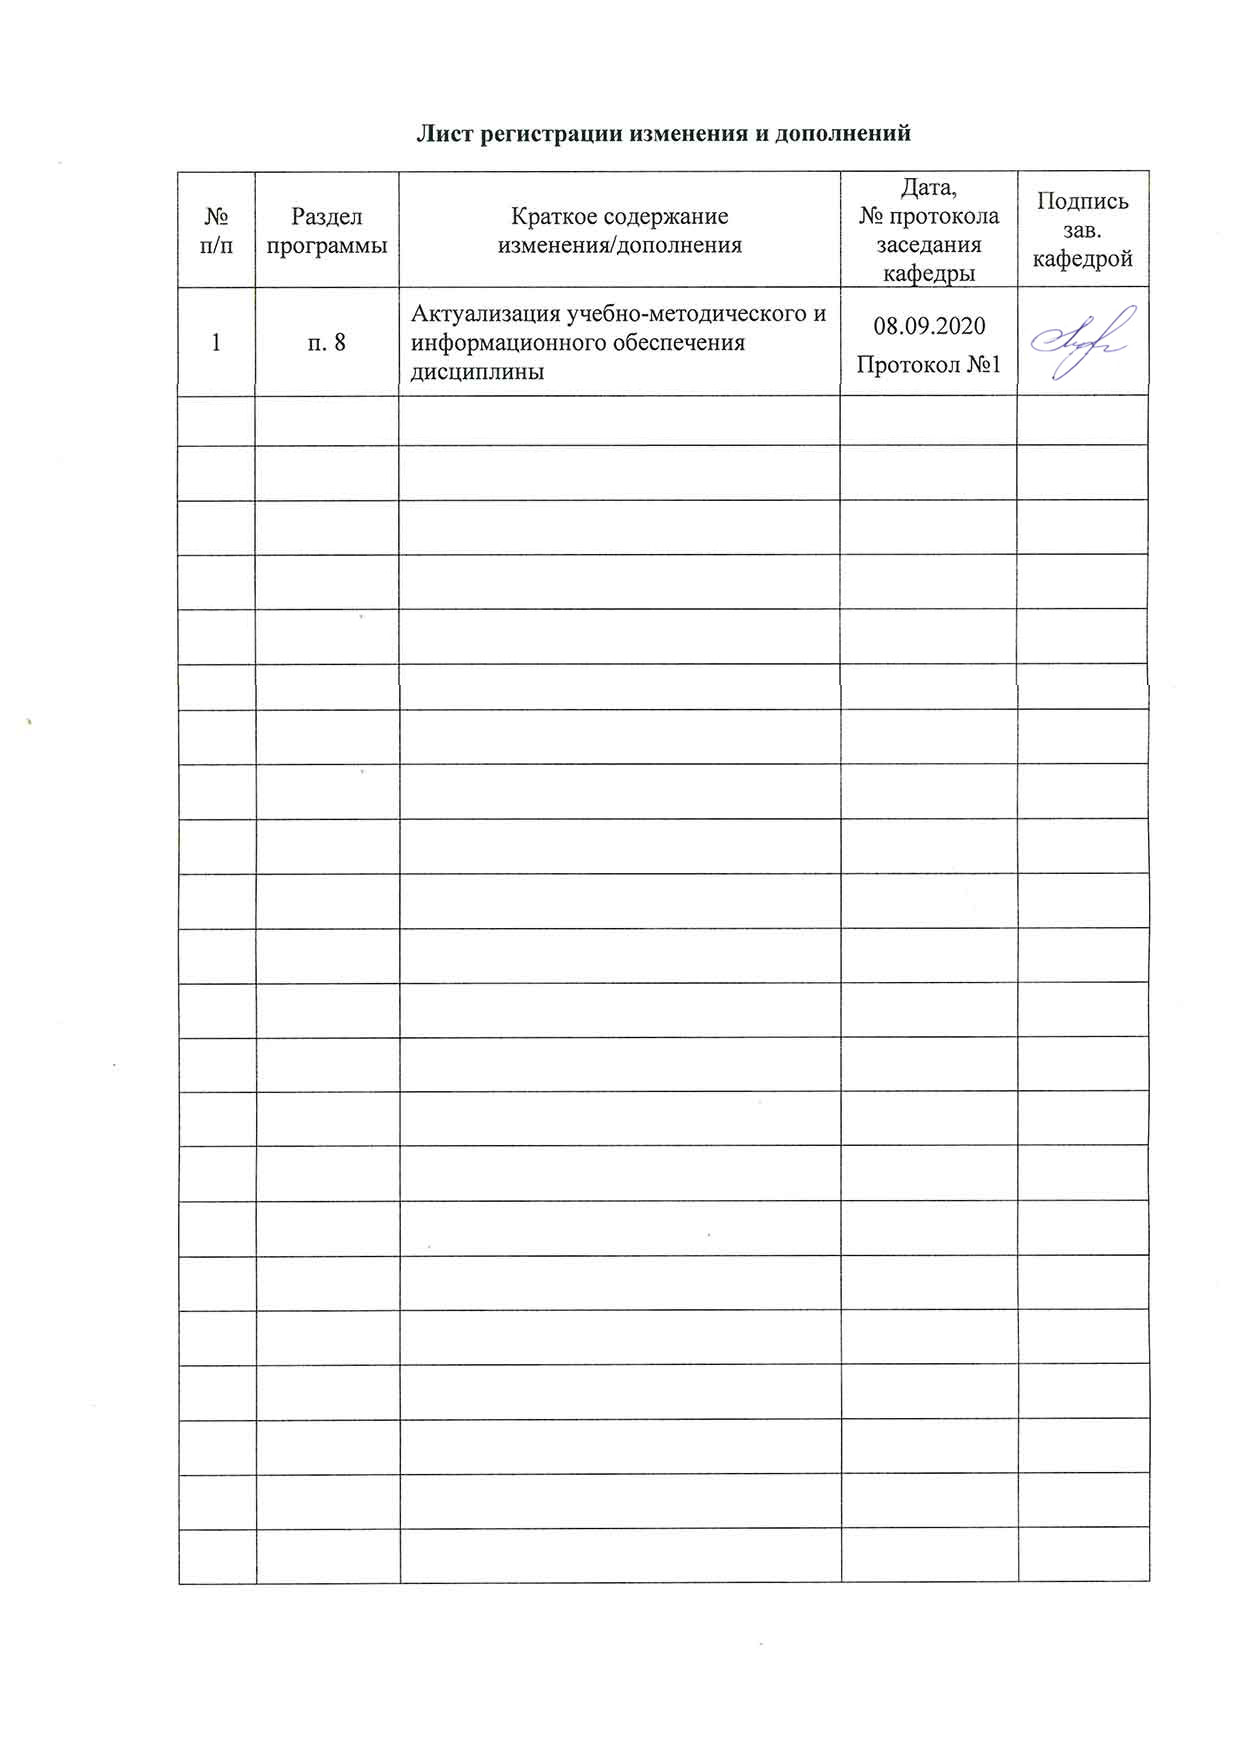 Лист регистрации изменения и дополнений
№
п/п
Раздел
программы
Краткое содержание
изменения/дополнения
Дата,
№ протокола
заседания
кафедры
Подпись
зав.
кафедрой
1
п. 8
Актуализация учебно-методического и
информационного обеспечения
дисциплины
08.09.2020
Протокол №1